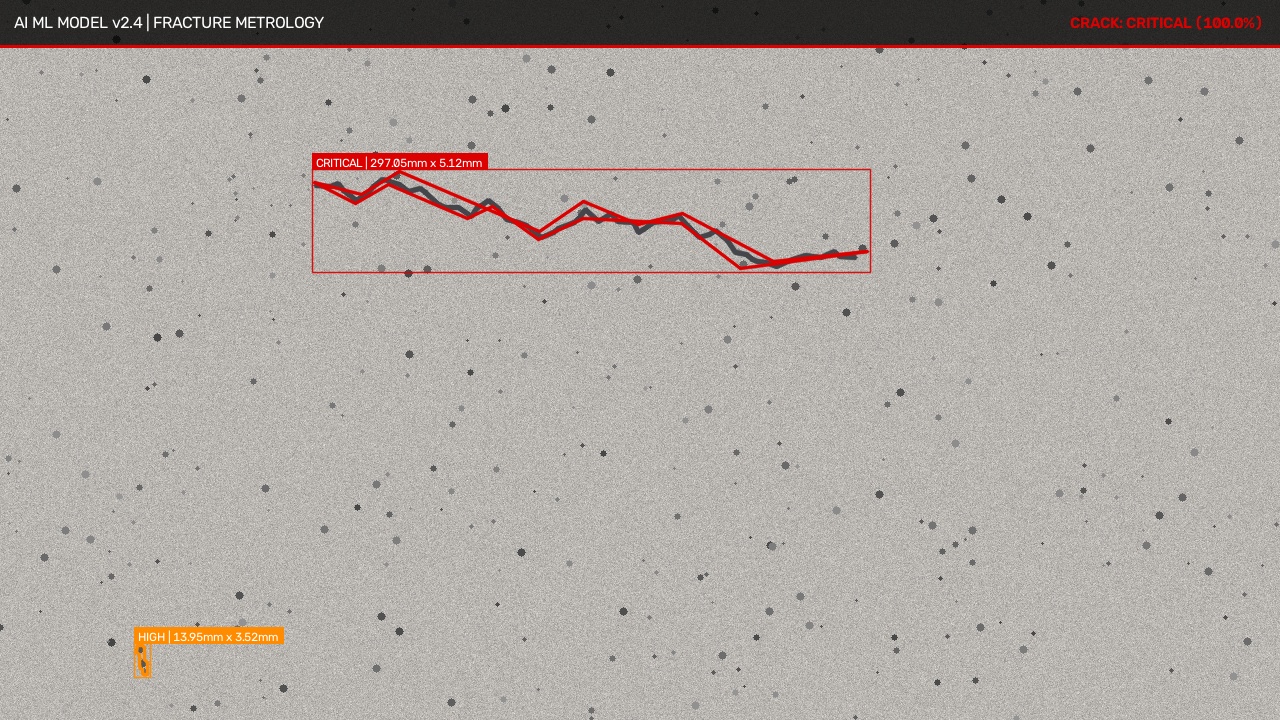 AI ML MODEL v2.4 | FRACTURE METROLOGY
CRACK: CRITICAL (100.0%)
CRITICAL | 297.05mm x 5.12mm
HIGH | 13.95mm x 3.52mm